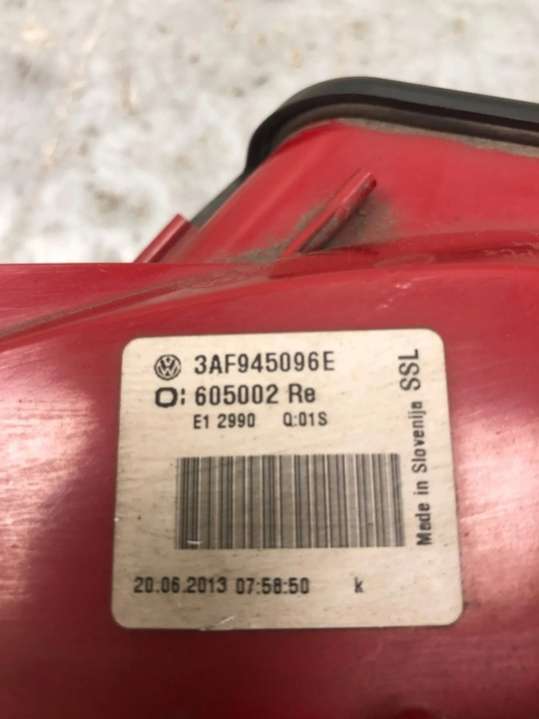 3AF945096E
O: 605002 Re
E1 2990 Q:01S
20.06.2013 07:58:50 k
Made in Slovenija SSL